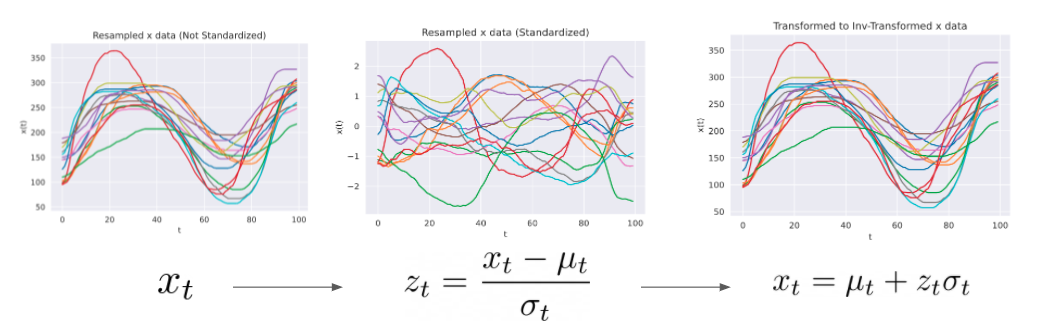 Resampled x data (Not Standardized)
350
300
250
200
150
100
50
x(t)
0 20 40 60 80 100
t
Resampled x data (Standardized)
2
1
0
−1
−2
x(t)
0 20 40 60 80 100
t
Transformed to Inv-Transformed x data
350
300
250
200
150
100
50
x(t)
0 20 40 60 80 100
t
x_t
z_t = \frac{x_t − μ_t}{σ_t}
x_t = μ_t + z_tσ_t